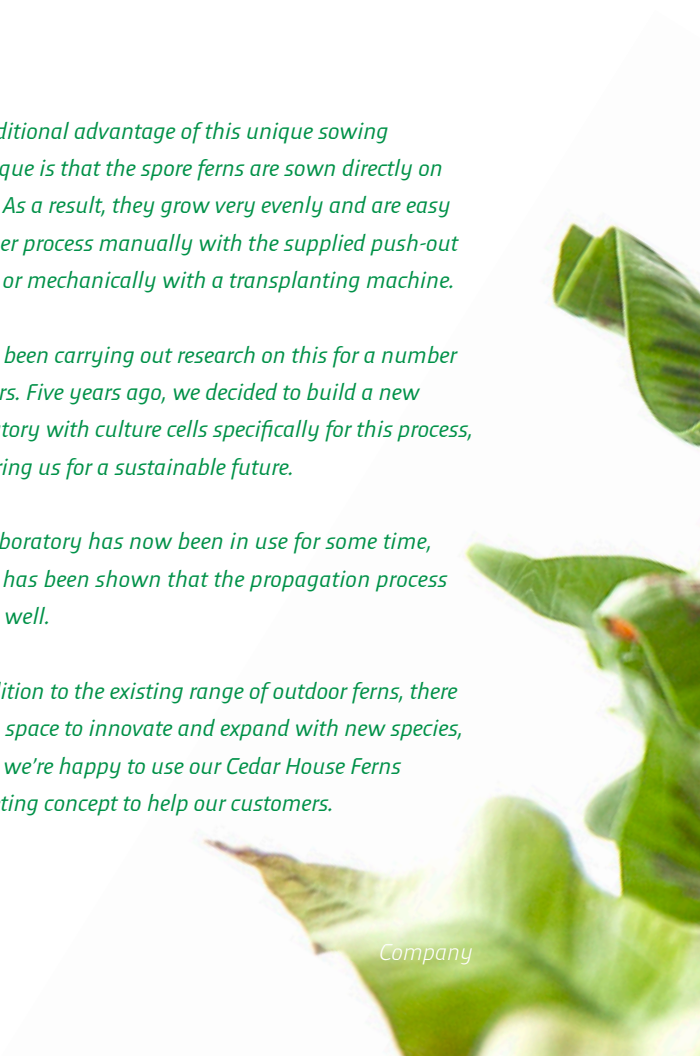 ditional advantage of this unique sowing
que is that the spore ferns are sown directly on
As a result, they grow very evenly and are easy
er process manually with the supplied push-out
or mechanically with a transplanting machine.
been carrying out research on this for a number
rs. Five years ago, we decided to build a new
tory with culture cells specifically for this process,
ring us for a sustainable future.
boratory has now been in use for some time,
has been shown that the propagation process
well.
ition to the existing range of outdoor ferns, there
space to innovate and expand with new species,
we're happy to use our Cedar House Ferns
ting concept to help our customers.
Company